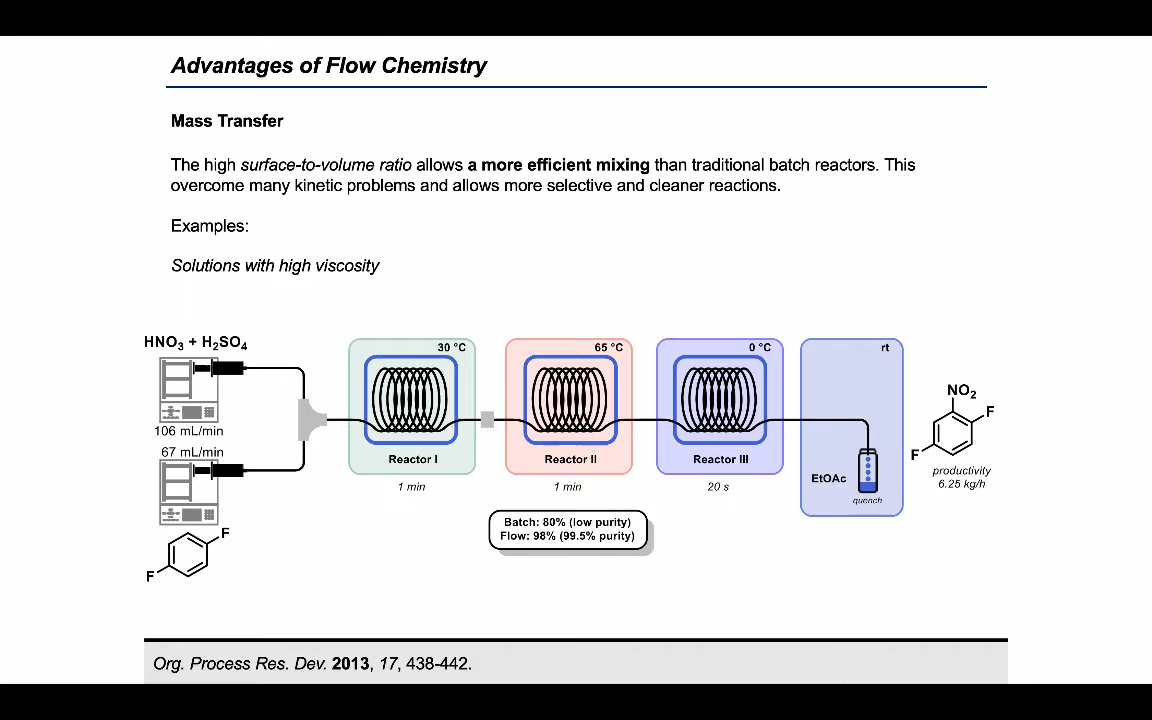 Advantages of Flow Chemistry
Mass Transfer
The high surface-to-volume ratio allows a more efficient mixing than traditional batch reactors. This
overcome many kinetic problems and allows more selective and cleaner reactions.
Examples:
Solutions with high viscosity
HNO₃ + H₂SO₄
106 mL/min
67 mL/min
F
F
30 °C
Reactor I
1 min
65 °C
Reactor II
1 min
0 °C
Reactor III
20 s
rt
EtOAc
quench
Batch: 80% (low purity)
Flow: 98% (99.5% purity)
NO₂
F
F
productivity
6.25 kg/h
Org. Process Res. Dev. 2013, 17, 438-442.